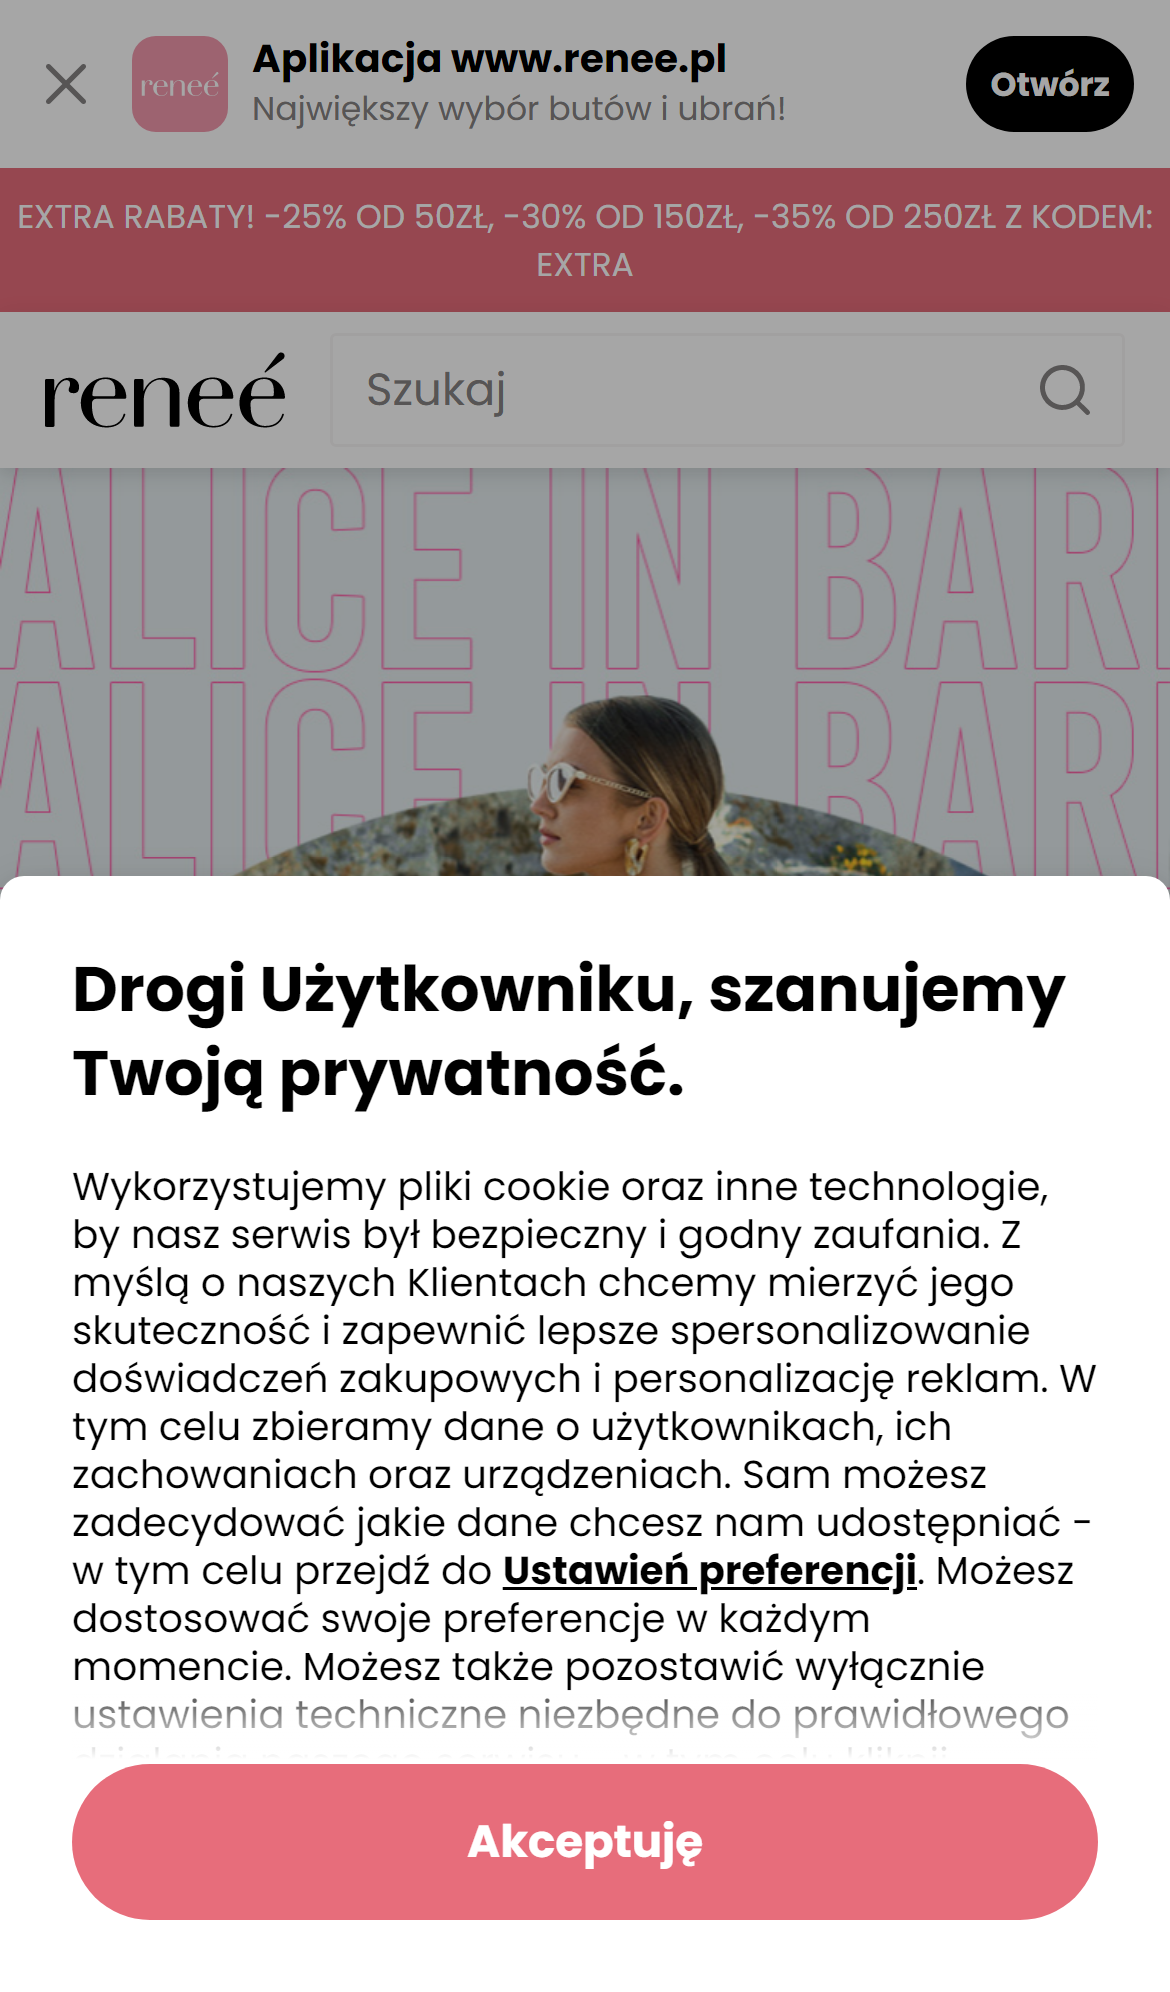 Aplikacja www.renee.pl
reneé
Największy wybór butów i ubrań!
Otwórz
EXTRA RABATY! -25% OD 50ZŁ, -30% OD 150ZŁ, -35% OD 250ZŁ Z KODEM:
EXTRA
reneé
Szukaj
ALICE IN BAR
ALICE IN BAR
Drogi Użytkowniku, szanujemy
Twoją prywatność.
Wykorzystujemy pliki cookie oraz inne technologie,
by nasz serwis był bezpieczny i godny zaufania. Z
myślą o naszych Klientach chcemy mierzyć jego
skuteczność i zapewnić lepsze spersonalizowanie
doświadczeń zakupowych i personalizację reklam. W
tym celu zbieramy dane o użytkownikach, ich
zachowaniach oraz urządzeniach. Sam możesz
zadecydować jakie dane chcesz nam udostępniać -
w tym celu przejdź do Ustawień preferencji. Możesz
dostosować swoje preferencje w każdym
momencie. Możesz także pozostawić wyłącznie
ustawienia techniczne niezbędne do prawidłowego
Akceptuję